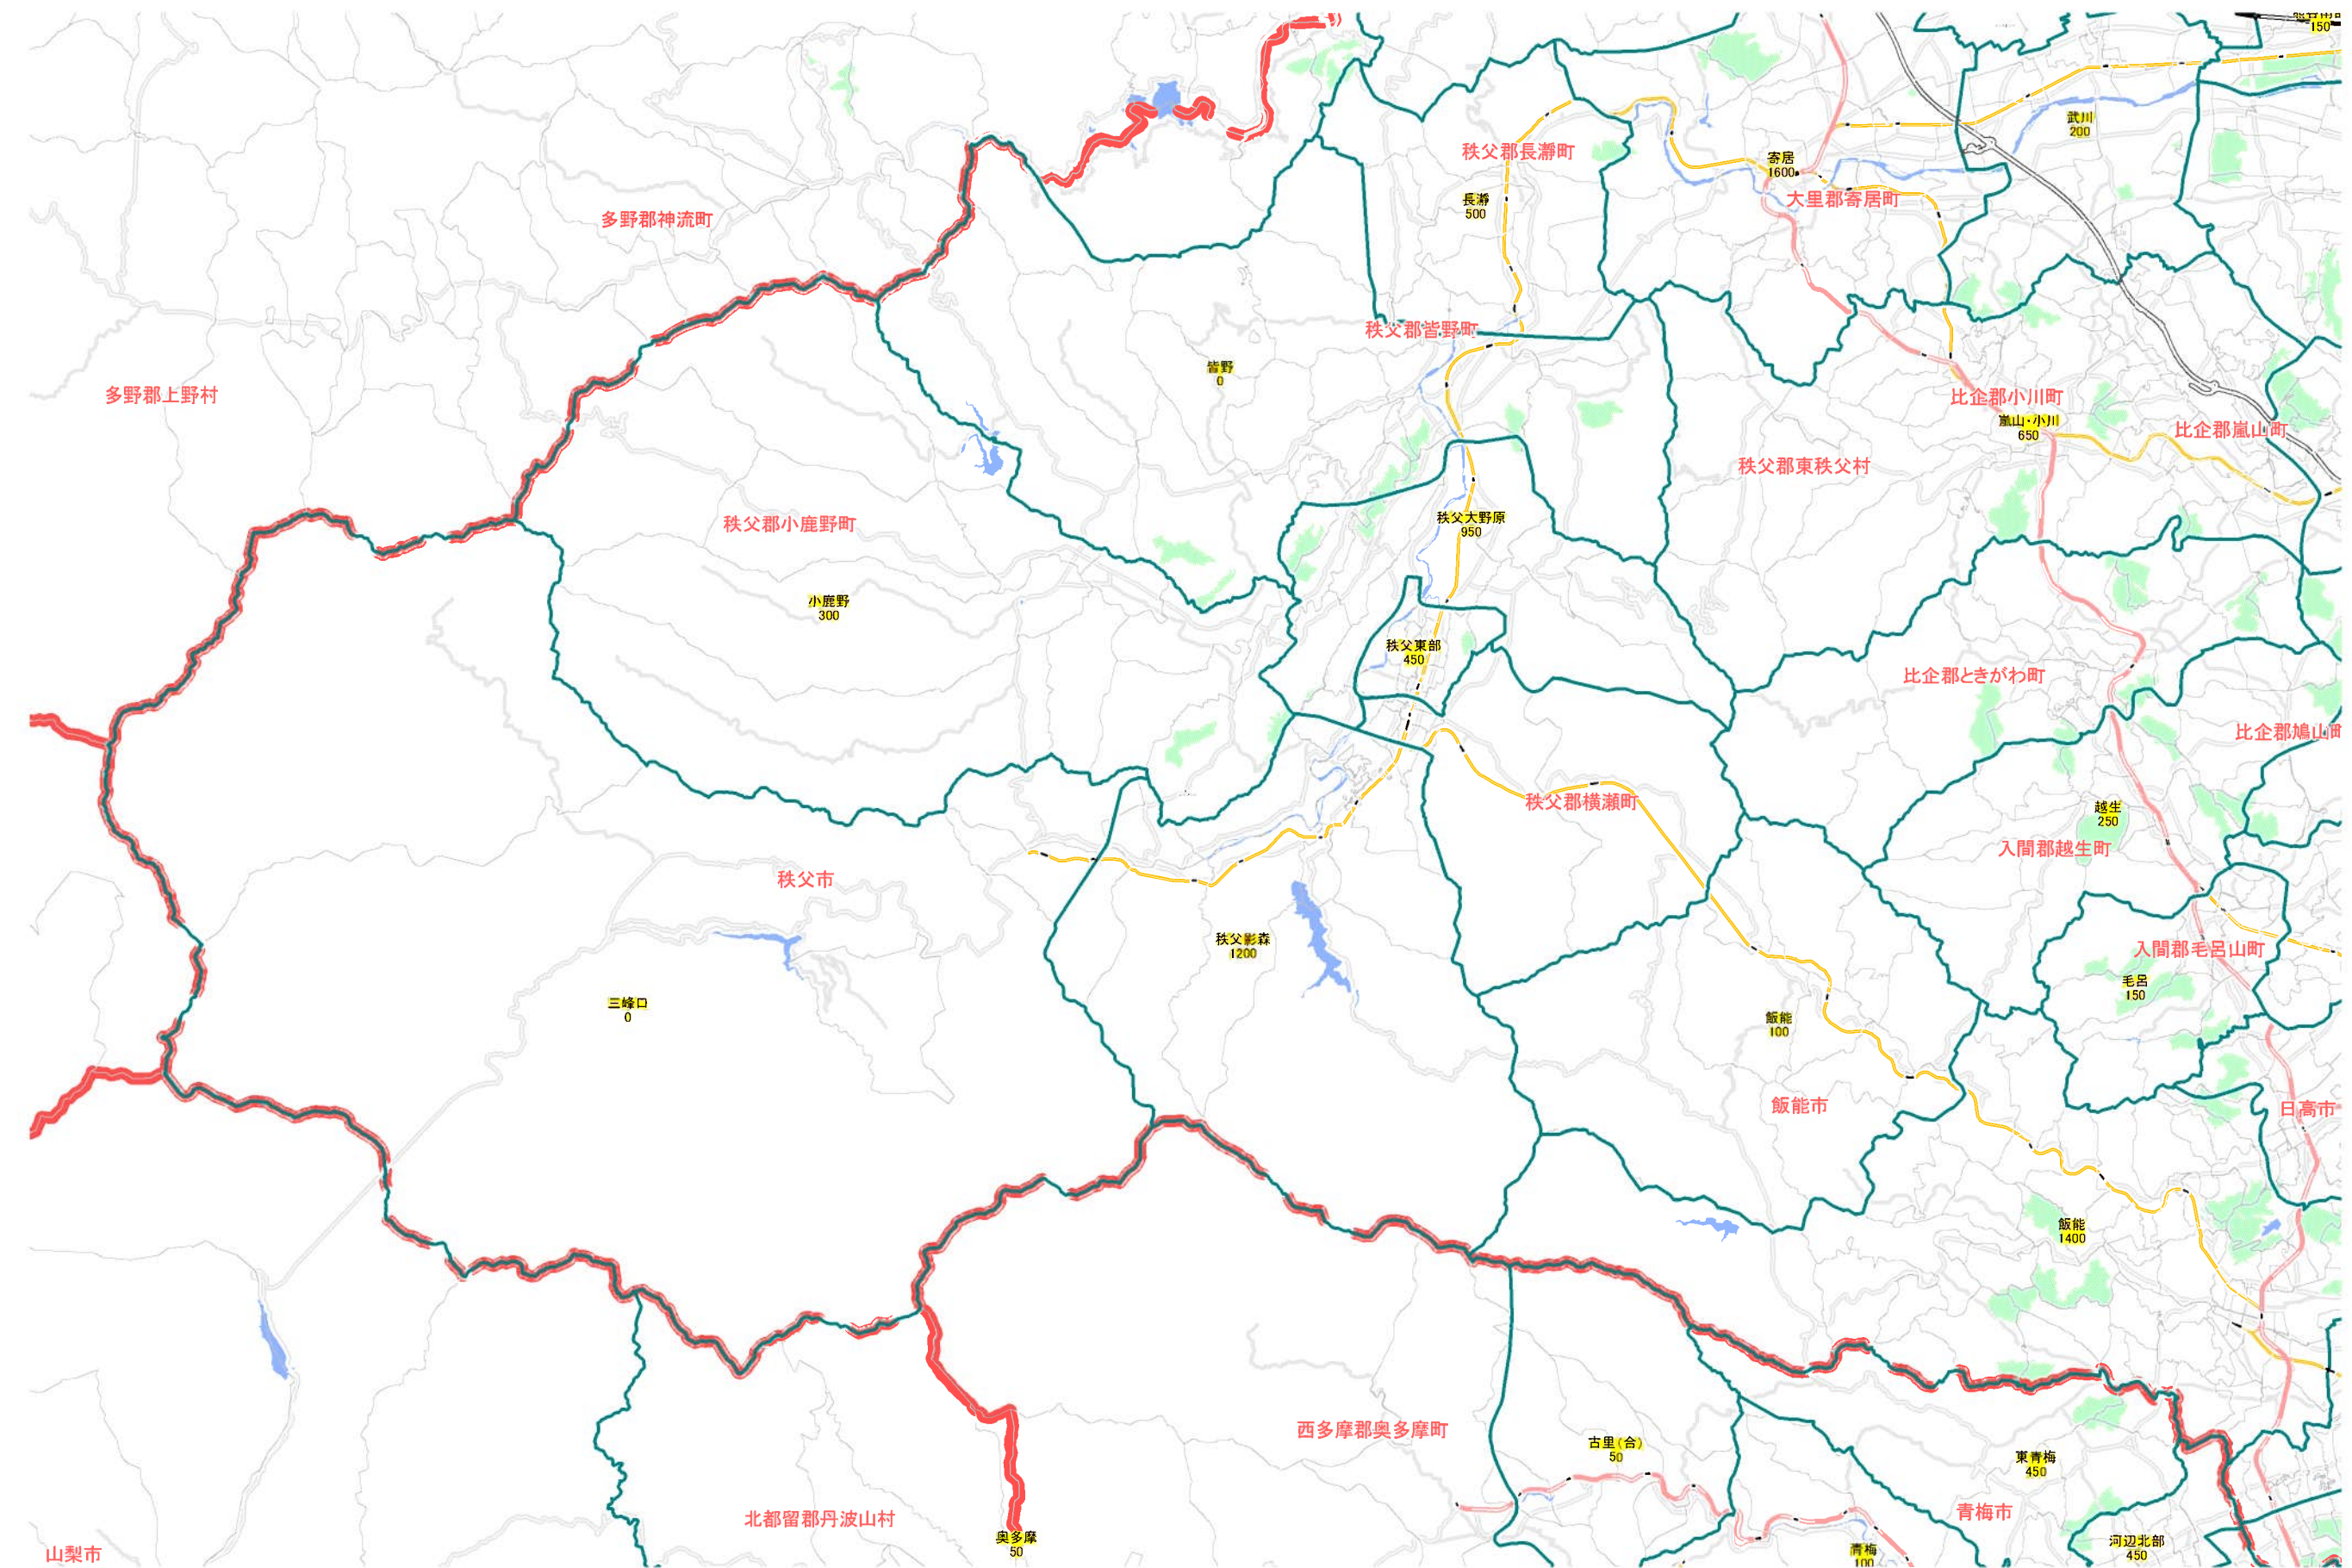 150
武川
200
秩父郡長瀞町
寄居
1600
大里郡寄居町
長瀞
500
多野郡神流町
秩父郡皆野町
皆野
0
多野郡上野村
比企郡小川町
嵐山・小川
650
比企郡嵐山町
秩父郡東秩父村
秩父大野原
950
秩父郡小鹿野町
小鹿野
300
秩父東部
450
比企郡ときがわ町
比企郡鳩山町
秩父郡横瀬町
越生
250
入間郡越生町
秩父市
秩父影森
1200
入間郡毛呂山町
毛呂
150
三峰口
0
飯能
100
飯能市
日高市
飯能
1400
西多摩郡奥多摩町
古里(合)
50
東青梅
450
北都留郡丹波山村
青梅市
奥多摩
50
河辺北部
450
青梅
100
山梨市